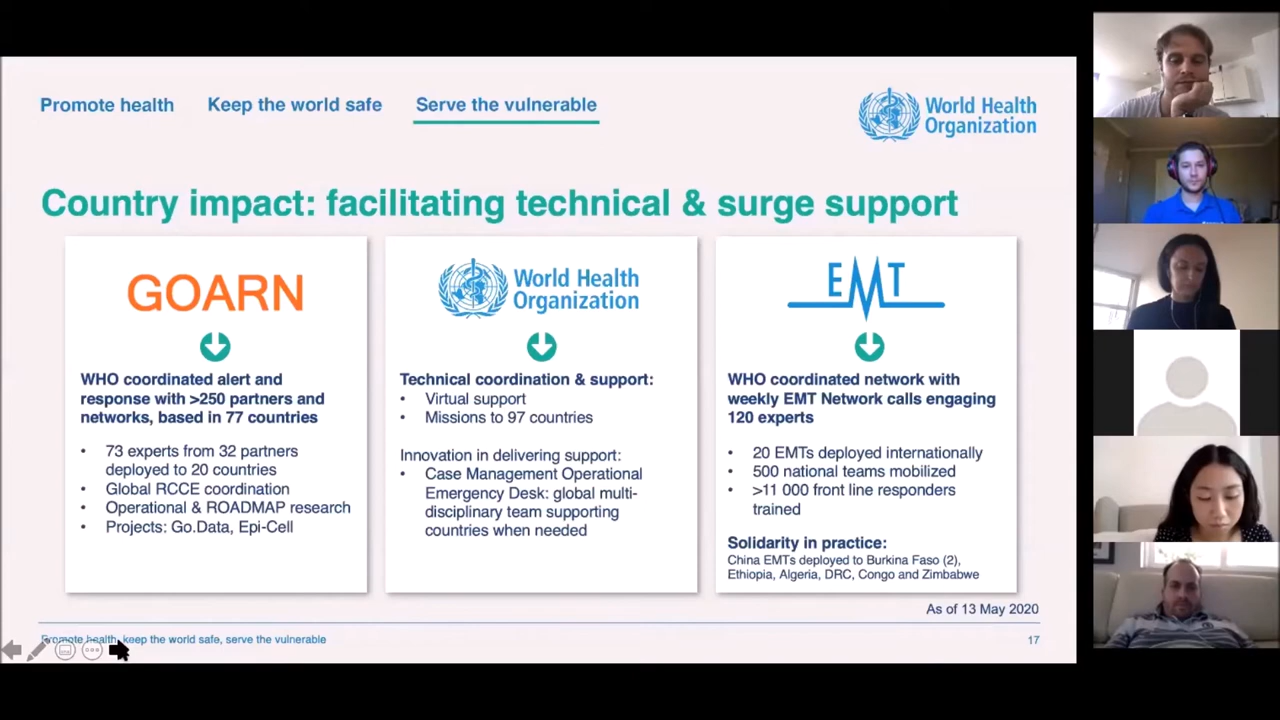 Promote health Keep the world safe Serve the vulnerable
World Health
Organization
Country impact: facilitating technical & surge support
GOARN
WHO coordinated alert and
response with >250 partners and
networks, based in 77 countries
• 73 experts from 32 partners
deployed to 20 countries
• Global RCCE coordination
• Operational & ROADMAP research
• Projects: Go.Data, Epi-Cell
World Health
Organization
Technical coordination & support:
• Virtual support
• Missions to 97 countries
Innovation in delivering support:
• Case Management Operational
Emergency Desk: global multi-
disciplinary team supporting
countries when needed
EMT
WHO coordinated network with
weekly EMT Network calls engaging
120 experts
• 20 EMTs deployed internationally
• 500 national teams mobilized
• >11 000 front line responders
trained
Solidarity in practice:
China EMTs deployed to Burkina Faso (2),
Ethiopia, Algeria, DRC, Congo and Zimbabwe
As of 13 May 2020
Promote health, keep the world safe, serve the vulnerable
17